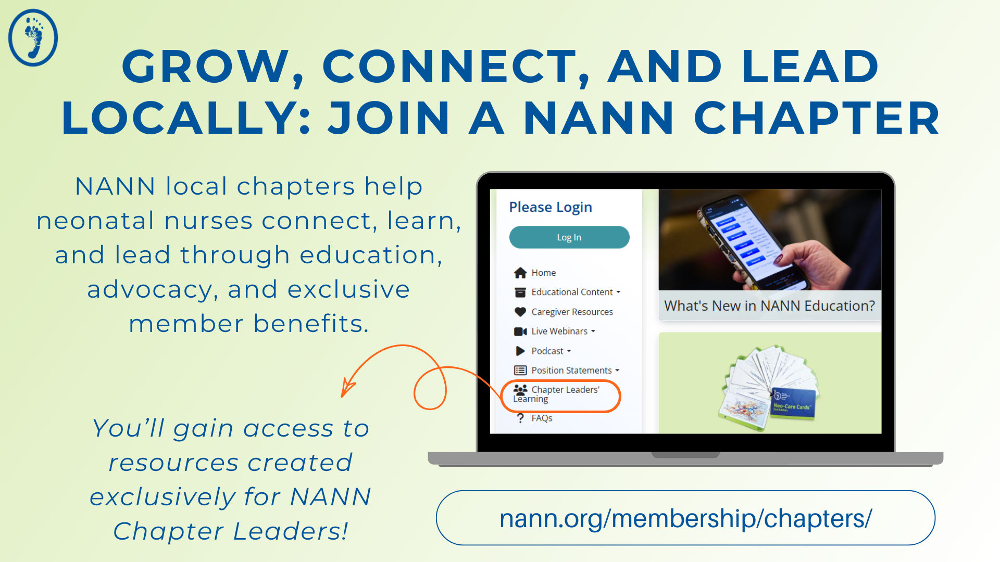 GROW, CONNECT, AND LEAD
LOCALLY: JOIN A NANN CHAPTER
NANN local chapters help
neonatal nurses connect, learn,
and lead through education,
advocacy, and exclusive
member benefits.
You’ll gain access to
resources created
exclusively for NANN
Chapter Leaders!
Please Login
Log In
Home
Educational Content
Caregiver Resources
Live Webinars
Podcast
Position Statements
Chapter Leaders'
Learning
FAQs
What's New in NANN Education?
Neo-Care Cards
2nd Edition
nann.org/membership/chapters/